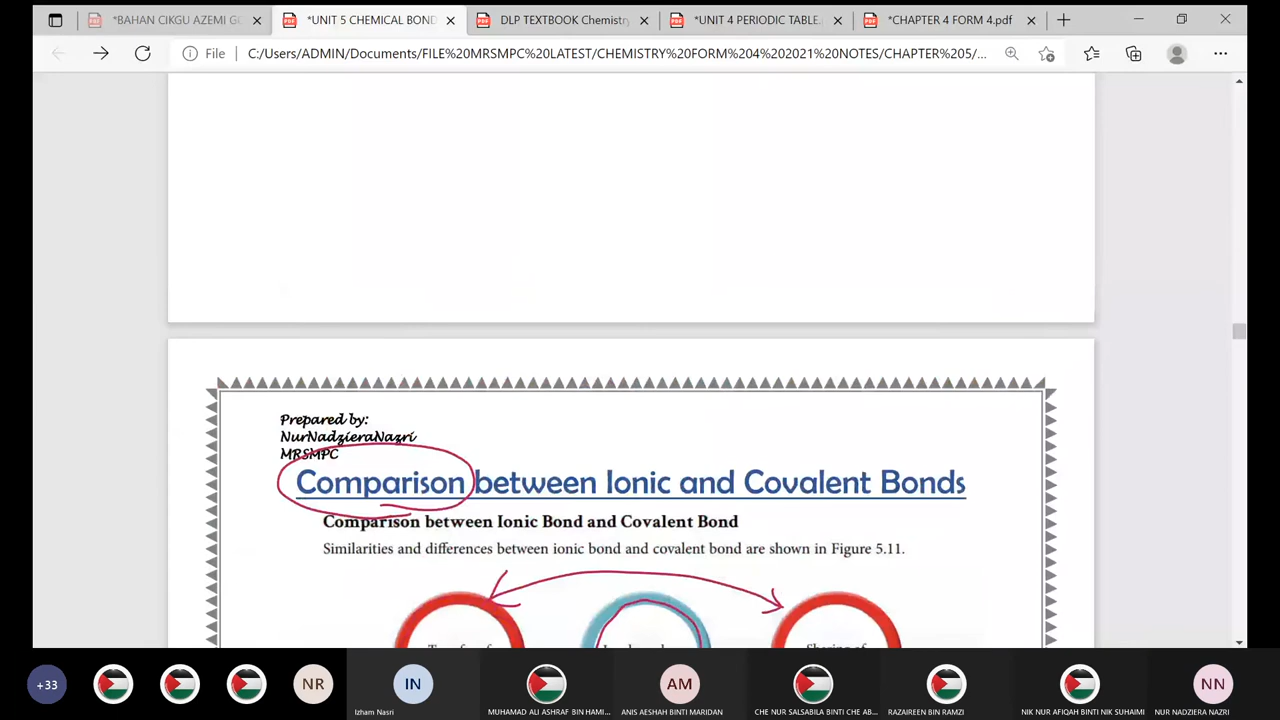 *BAHAN CIKGU AZEMI G
*UNIT 5 CHEMICAL BOND
DLP TEXTBOOK Chemistry
*UNIT 4 PERIODIC TABLE.
*CHAPTER 4 FORM 4.pdf
File
C:/Users/ADMIN/Documents/FILE%20MRSMPC%20LATEST/CHEMISTRY%20FORM%204%202021%20NOTES/CHAPTER%205/...
Prepared by:
NurNadzieraNazri
MRSMPC
Comparison between Ionic and Covalent Bonds
Comparison between Ionic Bond and Covalent Bond
Similarities and differences between ionic bond and covalent bond are shown in Figure 5.11.
Sharing of
+33
NR
IN
AM
NN
Izham Nasri
MUHAMAD ALI ASHRAF BIN HAMI...
ANIS AEISHAH BINTI MARIDAN
CHE NUR SALSABILA BINTI CHE AB...
RAZAIREEN BIN RAMZI
NIK NUR AFIQAH BINTI NIK SUHAIMI
NUR NADZIERA NAZRI